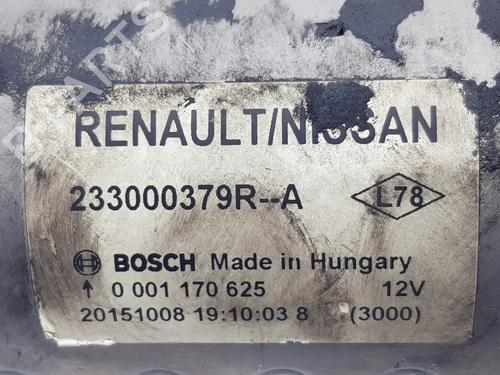 RENAULT/NISSAN
233000379R--A
L78
BOSCH Made in Hungary
↑ 0 001 170 625 12V
20151008 19:10:03 8 (3000)